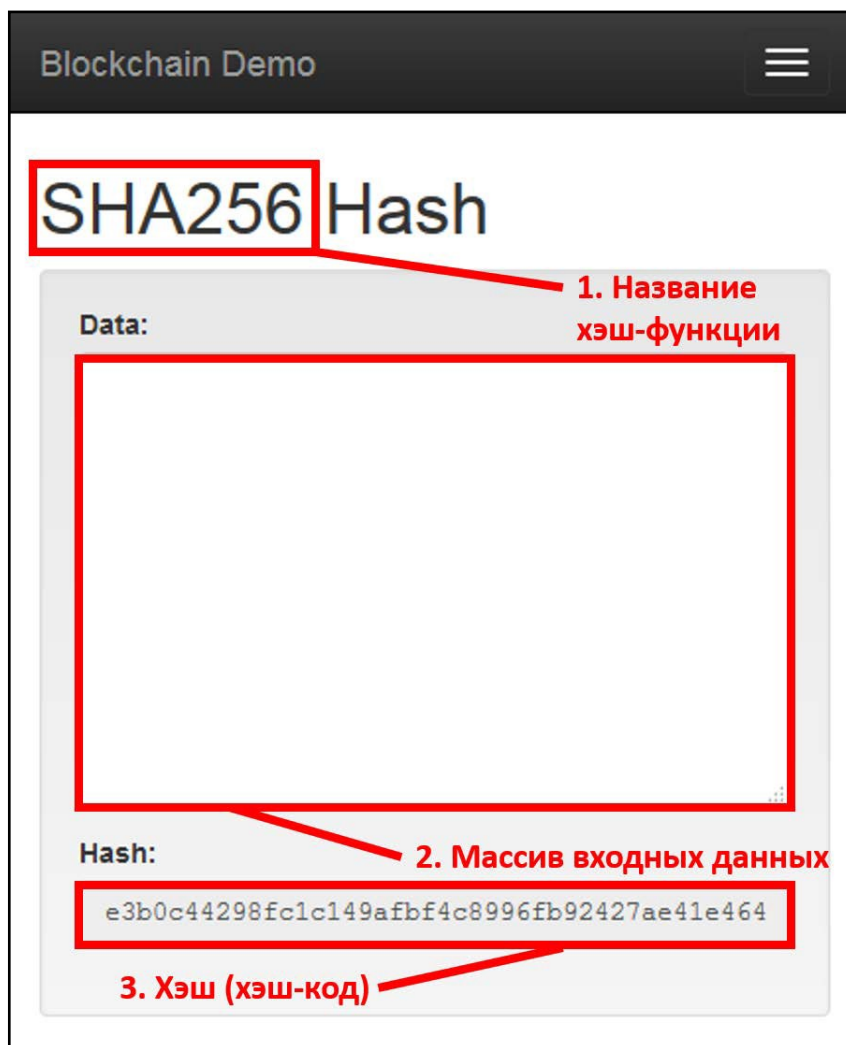 Blockchain Demo
SHA256 Hash
1. Название
хэш-функции
Data:
2. Массив входных данных
Hash:
e3b0c44298fc1c149afbf4c8996fb92427ae41e464
3. Хэш (хэш-код)